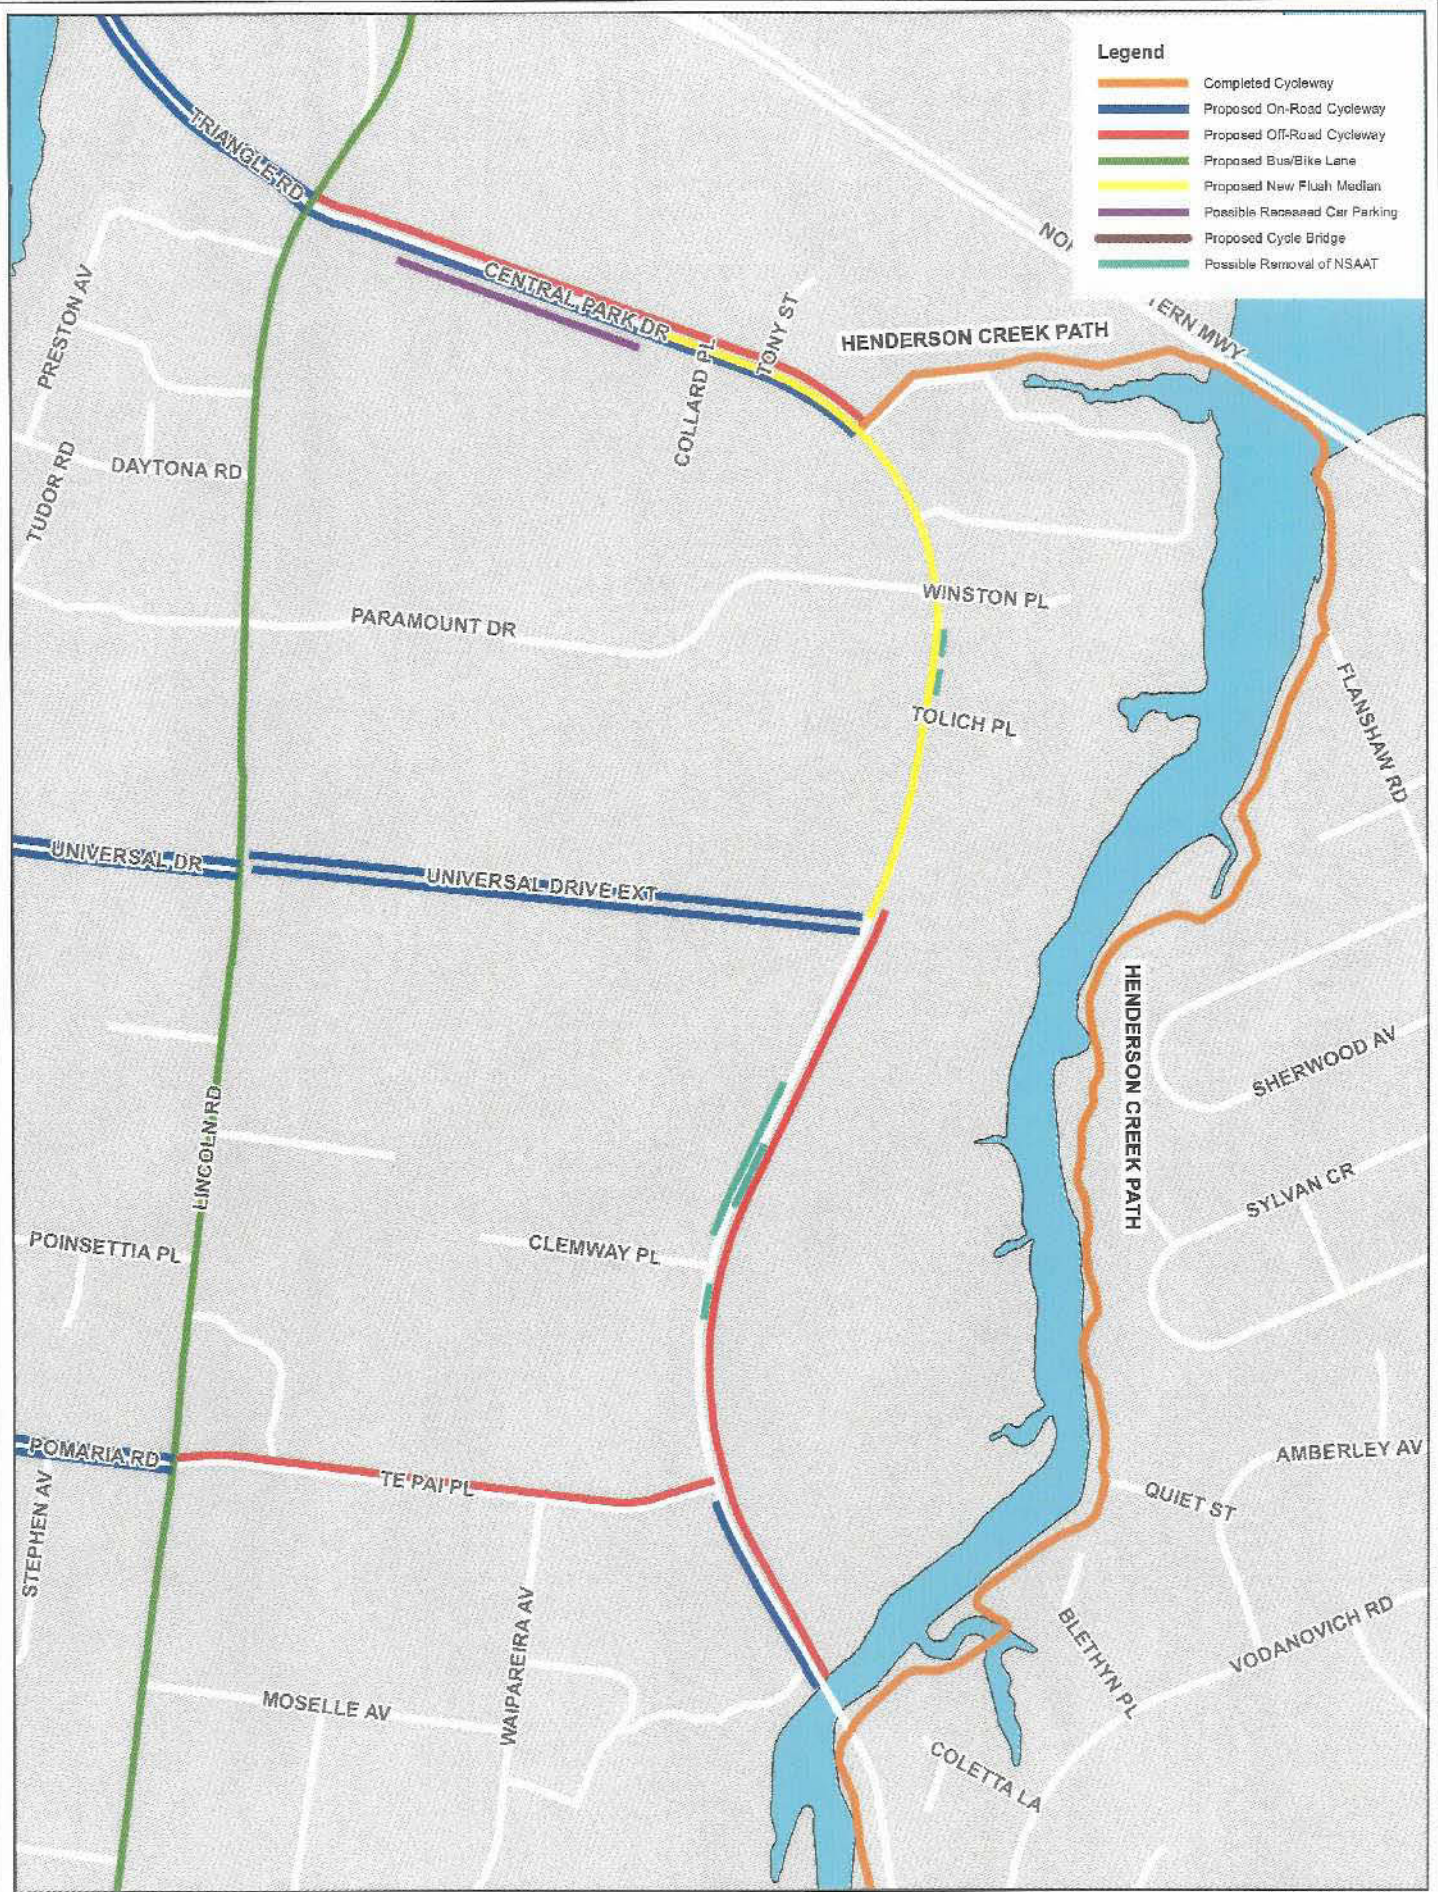 Legend
Completed Cycleway
Proposed On-Road Cycleway
Proposed Off-Road Cycleway
Proposed Bus/Bike Lane
Proposed New Flush Median
Possible Recessed Car Parking
Proposed Cycle Bridge
Possible Removal of NSAAT
TRIANGLE RD
NO
TERN MWY
CENTRAL PARK DR
TONY ST
COLLARD PL
HENDERSON CREEK PATH
PRESTON AV
TUDOR RD
DAYTONA RD
WINSTON PL
PARAMOUNT DR
TOLICH PL
FLANSHAW RD
UNIVERSAL DR
UNIVERSAL DRIVE EXT
HENDERSON CREEK PATH
SHERWOOD AV
LINCOLN RD
SYLVAN CR
POINSETTIA PL
CLEMWAY PL
POMARIA RD
TE PAI PL
AMBERLEY AV
QUIET ST
STEPHEN AV
WAIPAREIRA AV
BLETHYN PL
VODANOVICH RD
MOSELLE AV
COLETTA LA